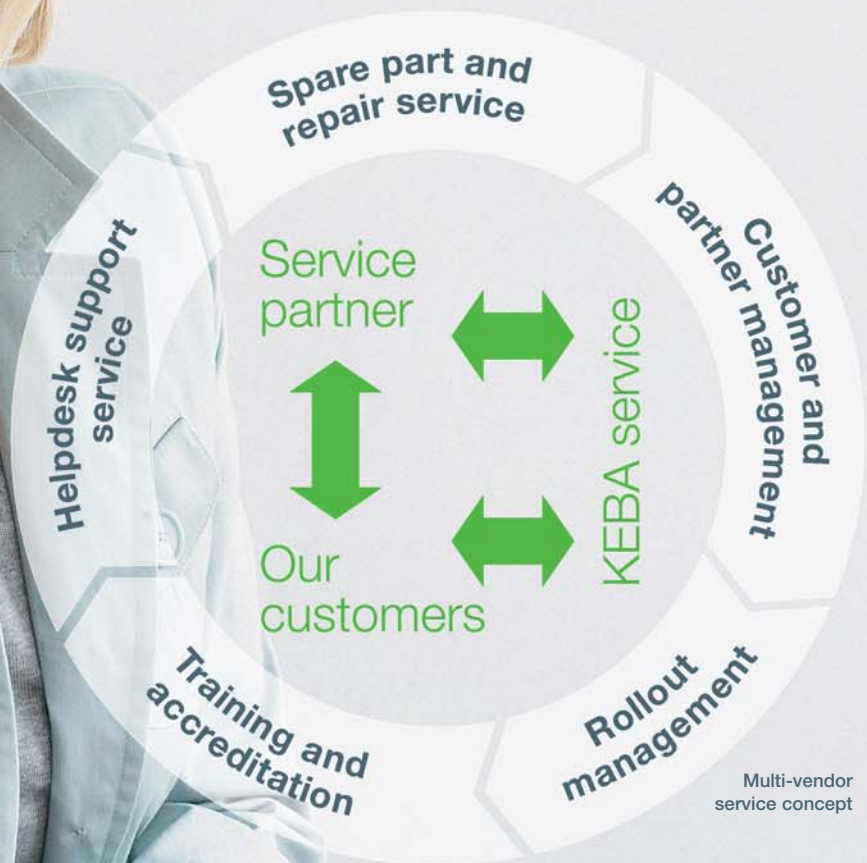 Spare part and
repair service
Customer and
partner management
Rollout
management
Training and
accreditation
Helpdesk support
service
Service
partner
KEBA service
Our
customers
Multi-vendor
service concept